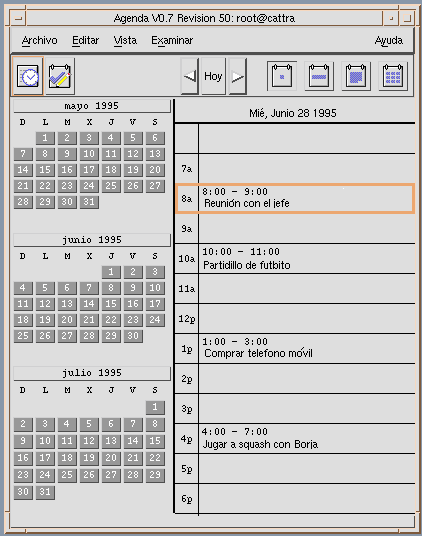 Agenda V0.7 Revision 50: root@cattra
Archivo Editar Vista Examinar Ayuda
Hoy
mayo 1995
D L M X J V S
1 2 3 4 5 6
7 8 9 10 11 12 13
14 15 16 17 18 19 20
21 22 23 24 25 26 27
28 29 30 31
junio 1995
D L M X J V S
1 2 3
4 5 6 7 8 9 10
11 12 13 14 15 16 17
18 19 20 21 22 23 24
25 26 27 28 29 30
julio 1995
D L M X J V S
1
2 3 4 5 6 7 8
9 10 11 12 13 14 15
16 17 18 19 20 21 22
23 24 25 26 27 28 29
30 31
Mié, Junio 28 1995
7a
8a 8:00 - 9:00
Reunión con el jefe
9a
10a 10:00 - 11:00
Partidillo de futbito
11a
12p
1p 1:00 - 3:00
Comprar telefono móvil
2p
3p
4p 4:00 - 7:00
Jugar a squash con Borja
5p
6p